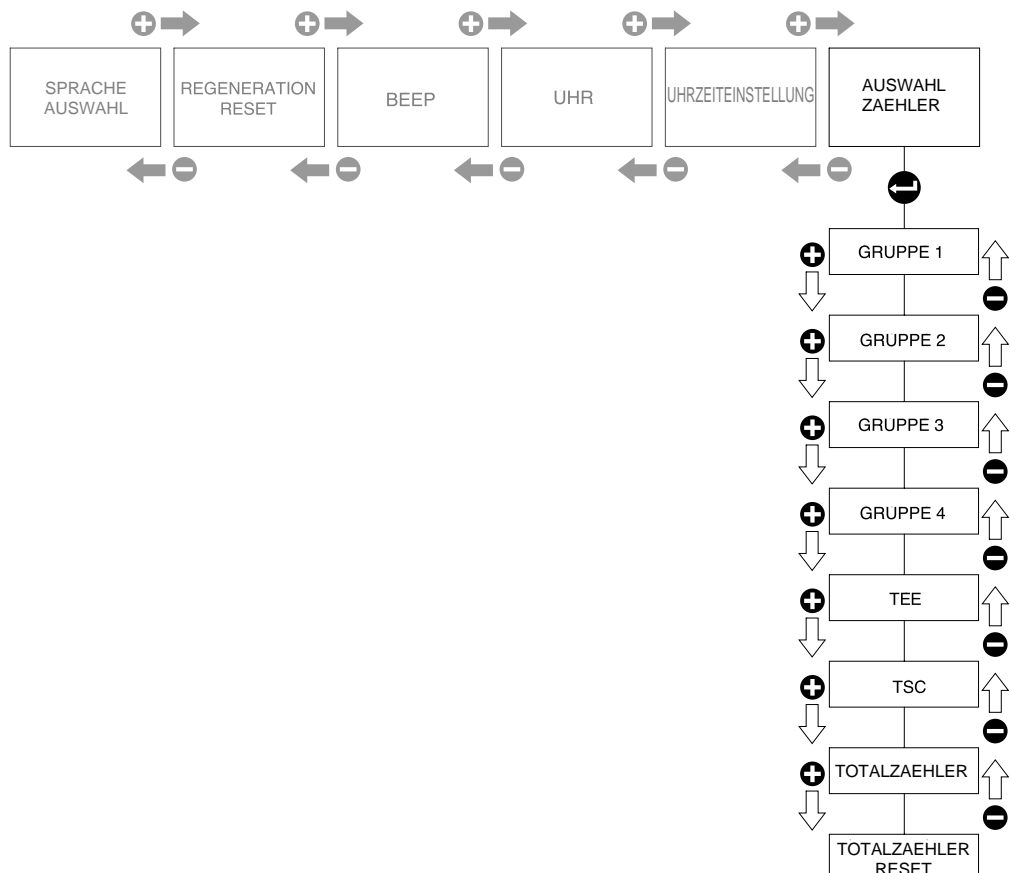 SPRACHE
AUSWAHL
REGENERATION
RESET
BEEP
UHR
UHRZEITEINSTELLUNG
AUSWAHL
ZAEHLER
GRUPPE 1
GRUPPE 2
GRUPPE 3
GRUPPE 4
TEE
TSC
TOTALZAEHLER
TOTALZAEHLER
RESET